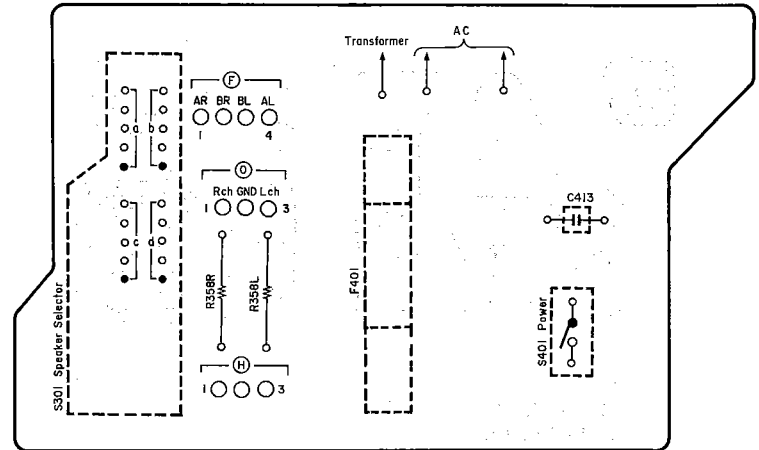 Transformer
AC
F
AR BR BL AL
1 4
O
Rch GND Lch
1 3
a b
c d
C413
R358R
R358L
F401
S401 Power
S301 Speaker Selector
H
1 3